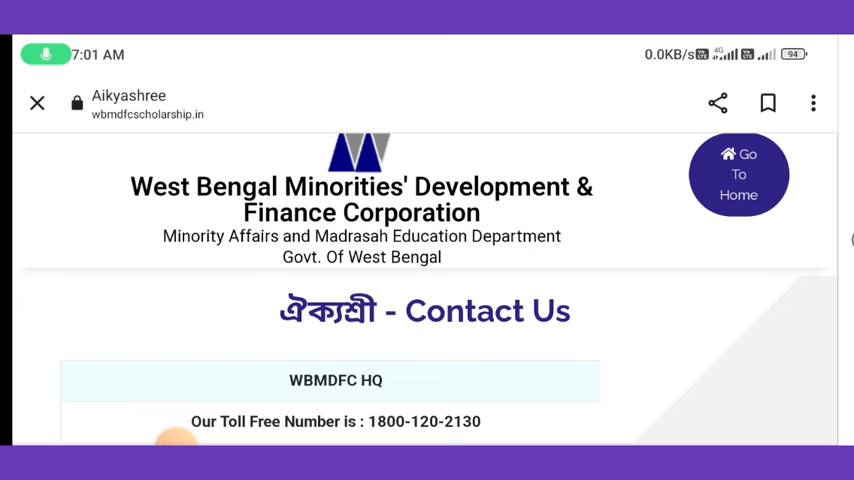 7:01 AM
0.0KB/s
4G
94
Aikyashree
wbmdfcscholarship.in
West Bengal Minorities' Development &
Finance Corporation
Minority Affairs and Madrasah Education Department
Govt. Of West Bengal
Go
To
Home
ঐক্যশ্রী - Contact Us
WBMDFC HQ
Our Toll Free Number is : 1800-120-2130